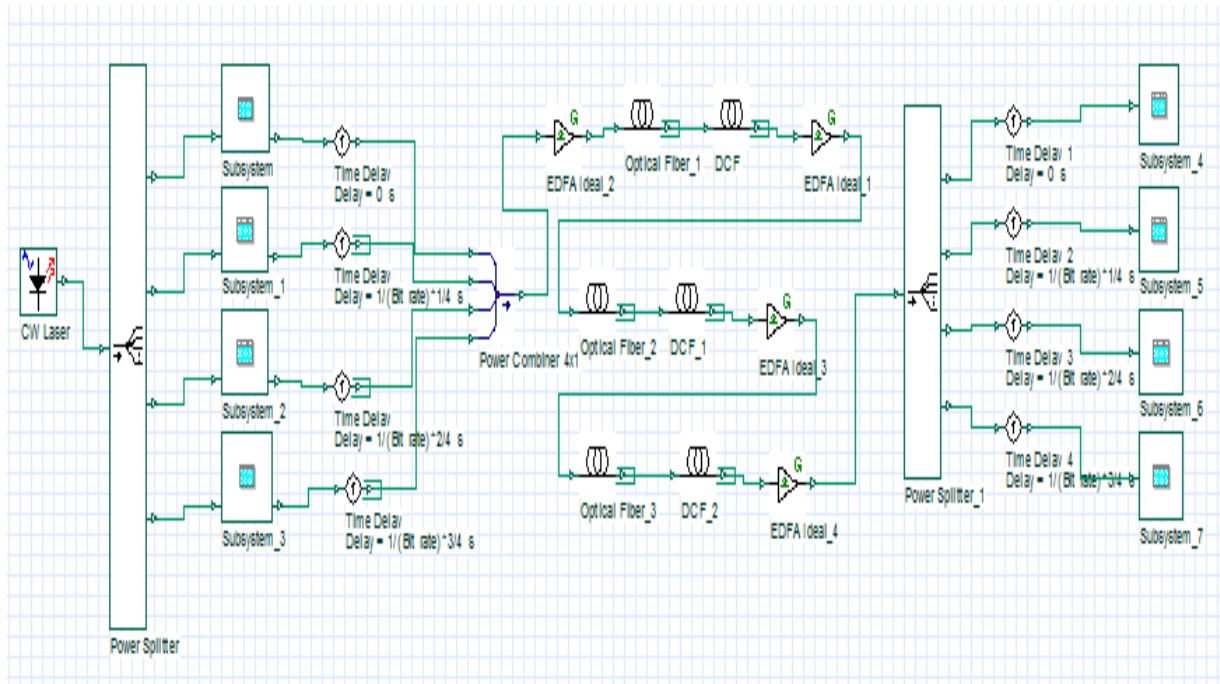 CW Laser
Power Splitter
Subsystem
Time Delay
Delay = 0 s
Subsystem_1
Time Delay
Delay = 1/(Bit rate)*1/4 s
Subsystem_2
Time Delay
Delay = 1/(Bit rate)*2/4 s
Subsystem_3
Time Delay
Delay = 1/(Bit rate)*3/4 s
Power Combiner 4x1
G
EDFA Ideal_2
Optical Fiber_1
DCF
G
EDFA Ideal_1
Optical Fiber_2
DCF_1
G
EDFA Ideal_3
Optical Fiber_3
DCF_2
G
EDFA Ideal_4
Power Splitter_1
Time Delay 1
Delay = 0 s
Subsystem_4
Time Delay 2
Delay = 1/(Bit rate)*1/4 s
Subsystem_5
Time Delay 3
Delay = 1/(Bit rate)*2/4 s
Subsystem_6
Time Delay 4
Delay = 1/(Bit rate)*3/4 s
Subsystem_7